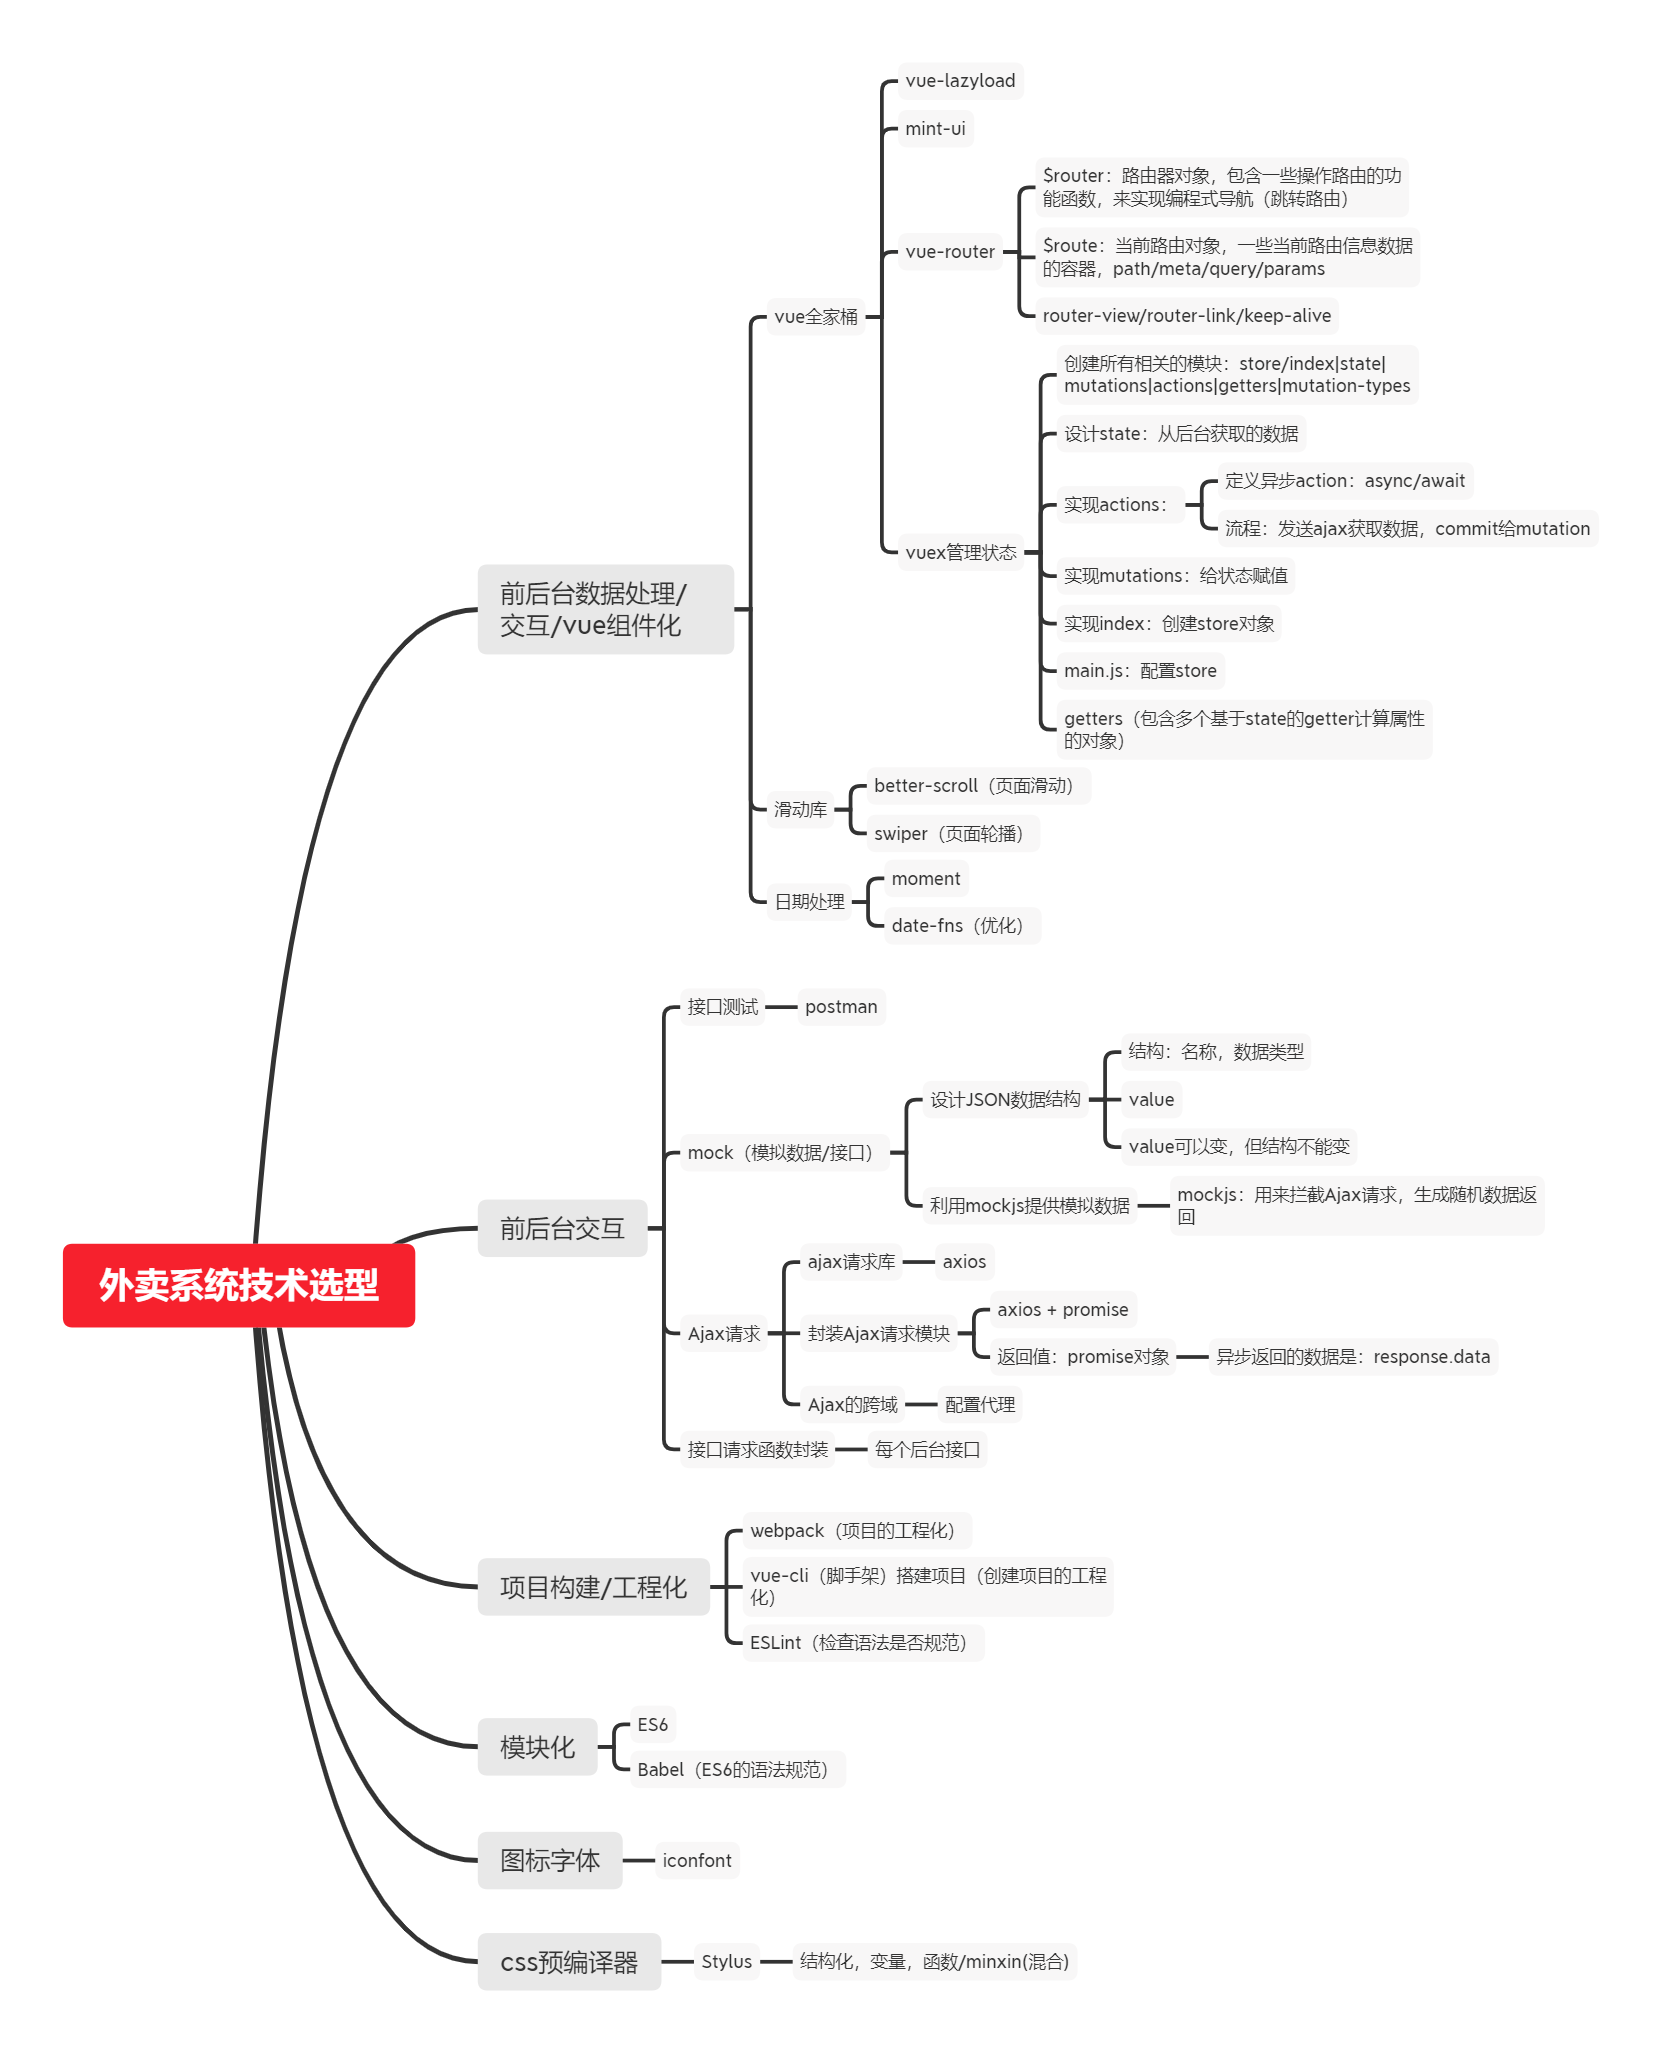 外卖系统技术选型
前后台数据处理/
交互/vue组件化
vue全家桶
vue-lazyload
mint-ui
vue-router
$router：路由器对象，包含一些操作路由的功
能函数，来实现编程式导航（跳转路由）
$route：当前路由对象，一些当前路由信息数据
的容器，path/meta/query/params
router-view/router-link/keep-alive
vuex管理状态
创建所有相关的模块：store/index|state|
mutations|actions|getters|mutation-types
设计state：从后台获取的数据
实现actions：
定义异步action：async/await
流程：发送ajax获取数据，commit给mutation
实现mutations：给状态赋值
实现index：创建store对象
main.js：配置store
getters（包含多个基于state的getter计算属性
的对象）
滑动库
better-scroll（页面滑动）
swiper（页面轮播）
日期处理
moment
date-fns（优化）
前后台交互
接口测试
postman
mock（模拟数据/接口）
设计JSON数据结构
结构：名称，数据类型
value
value可以变，但结构不能变
利用mockjs提供模拟数据
mockjs：用来拦截Ajax请求，生成随机数据返
回
Ajax请求
ajax请求库
axios
封装Ajax请求模块
axios + promise
返回值：promise对象
异步返回的数据是：response.data
Ajax的跨域
配置代理
接口请求函数封装
每个后台接口
项目构建/工程化
webpack（项目的工程化）
vue-cli（脚手架）搭建项目（创建项目的工程
化）
ESLint（检查语法是否规范）
模块化
ES6
Babel（ES6的语法规范）
图标字体
iconfont
css预编译器
Stylus
结构化，变量，函数/minxin(混合)